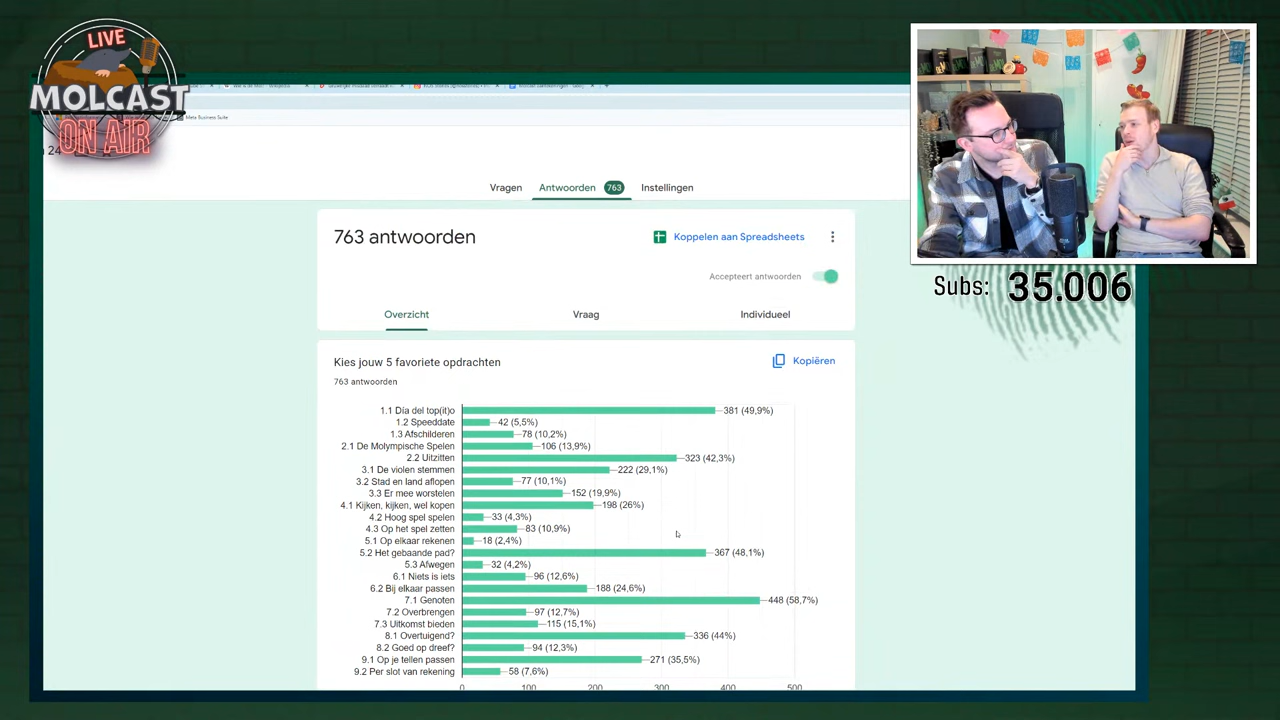 LIVE
MOLCAST
ON AIR
Meta Business Suite
24
Vragen Antwoorden 763 Instellingen
763 antwoorden
Koppelen aan Spreadsheets
Accepteert antwoorden
Overzicht Vraag Individueel
Kies jouw 5 favoriete opdrachten
Kopiëren
763 antwoorden
1.1 Día del top(it)o 381 (49,9%)
1.2 Speeddate 42 (5,5%)
1.3 Afschilderen 78 (10,2%)
2.1 De Molympische Spelen 106 (13,9%)
2.2 Uitzitten 323 (42,3%)
3.1 De violen stemmen 222 (29,1%)
3.2 Stad en land aflopen 77 (10,1%)
3.3 Er mee worstelen 152 (19,9%)
4.1 Kijken, kijken, wel kopen 198 (26%)
4.2 Hoog spel spelen 33 (4,3%)
4.3 Op het spel zetten 83 (10,9%)
5.1 Op elkaar rekenen 18 (2,4%)
5.2 Het gebaande pad? 367 (48,1%)
5.3 Afwegen 32 (4,2%)
6.1 Niets is iets 96 (12,6%)
6.2 Bij elkaar passen 188 (24,6%)
7.1 Genoten 448 (58,7%)
7.2 Overbrengen 97 (12,7%)
7.3 Uitkomst bieden 115 (15,1%)
8.1 Overtuigend? 336 (44%)
8.2 Goed op dreef? 94 (12,3%)
9.1 Op je tellen passen 271 (35,5%)
9.2 Per slot van rekening 58 (7,6%)
0 100 200 300 400 500
Subs: 35.006